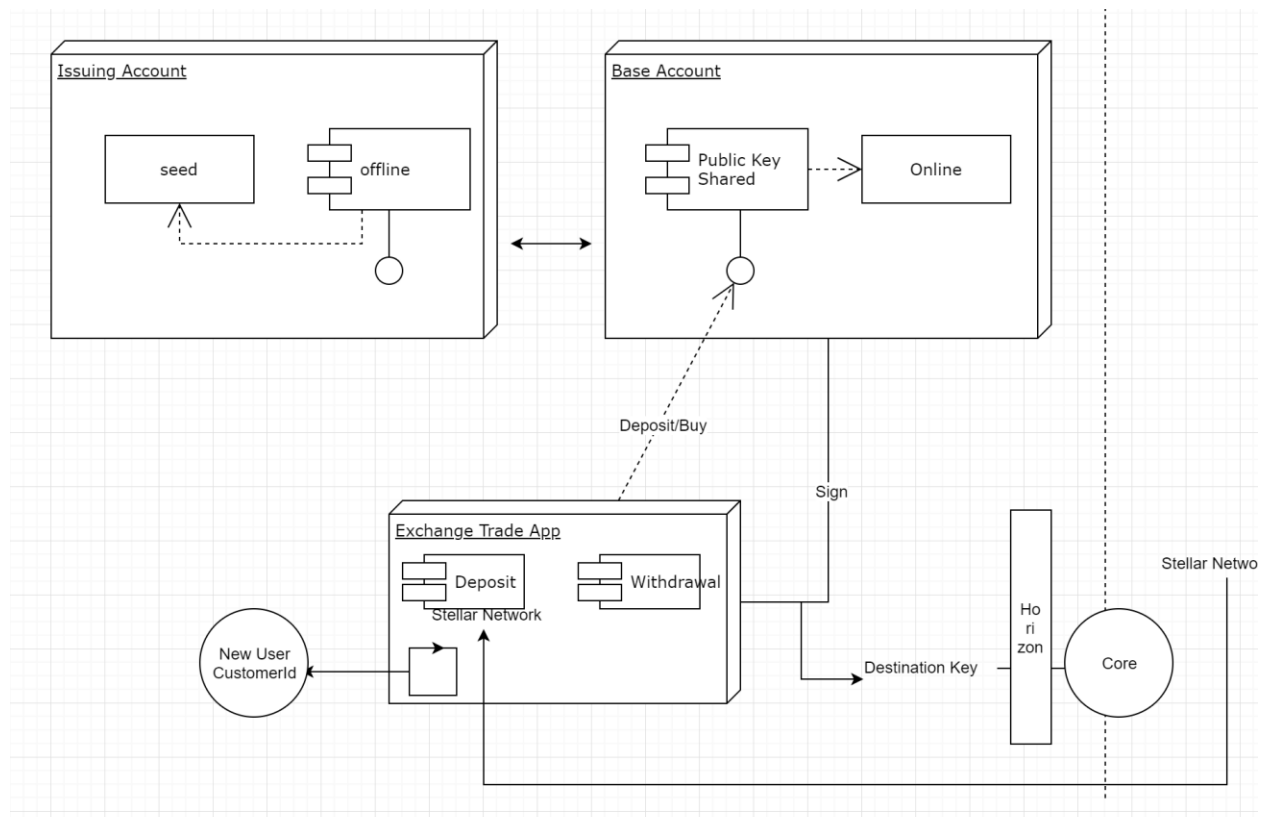 Issuing Account
Base Account
seed
offline
Public Key
Shared
Online
Deposit/Buy
Sign
Exchange Trade App
Deposit
Withdrawal
Stellar Network
New User
CustomerId
Destination Key
Ho
ri
zon
Core
Stellar Netwo